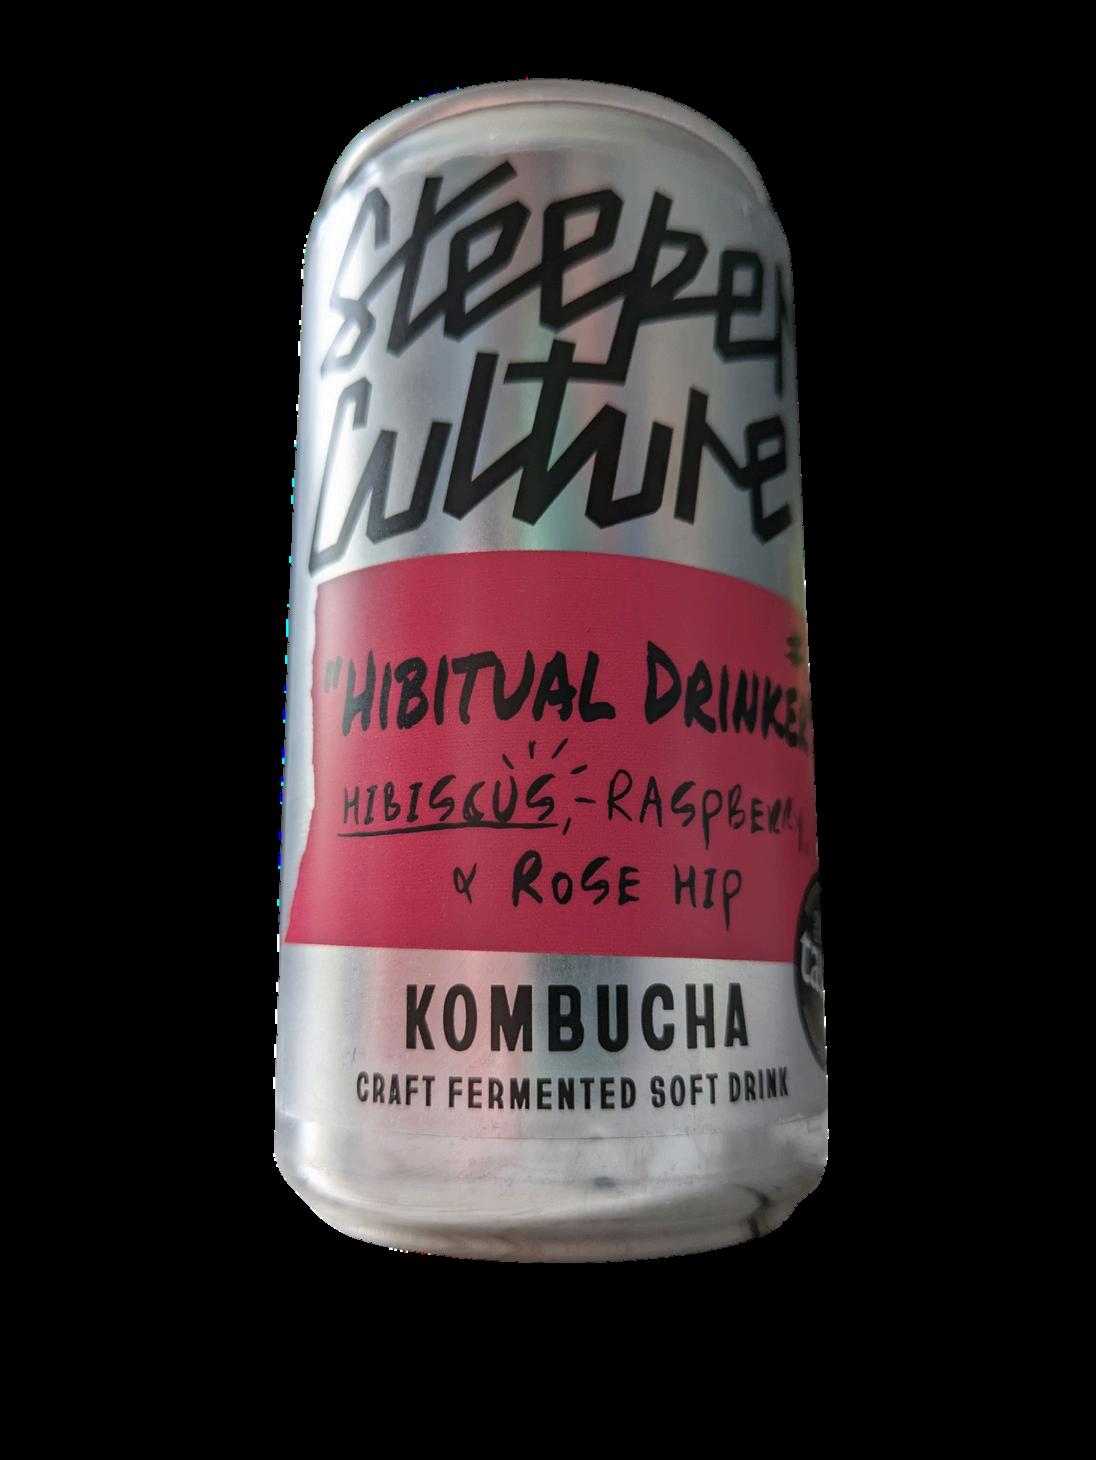 Steeper
Culture
"HIBITUAL DRINKER
HIBISCUS, RASPBERRY,
& ROSE HIP
KOMBUCHA
CRAFT FERMENTED SOFT DRINK